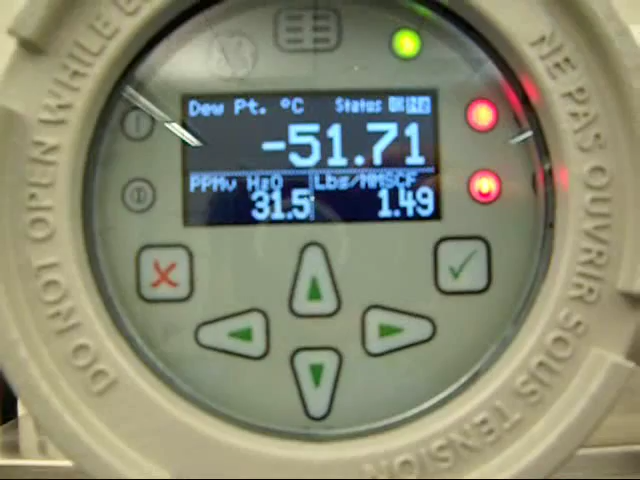 DO NOT OPEN WHILE
NE PAS OUVRIR SOUS TENSION
Dew Pt. °C Status
-51.71
PPMv H2O Lbs/MMSCF
31.5 1.49